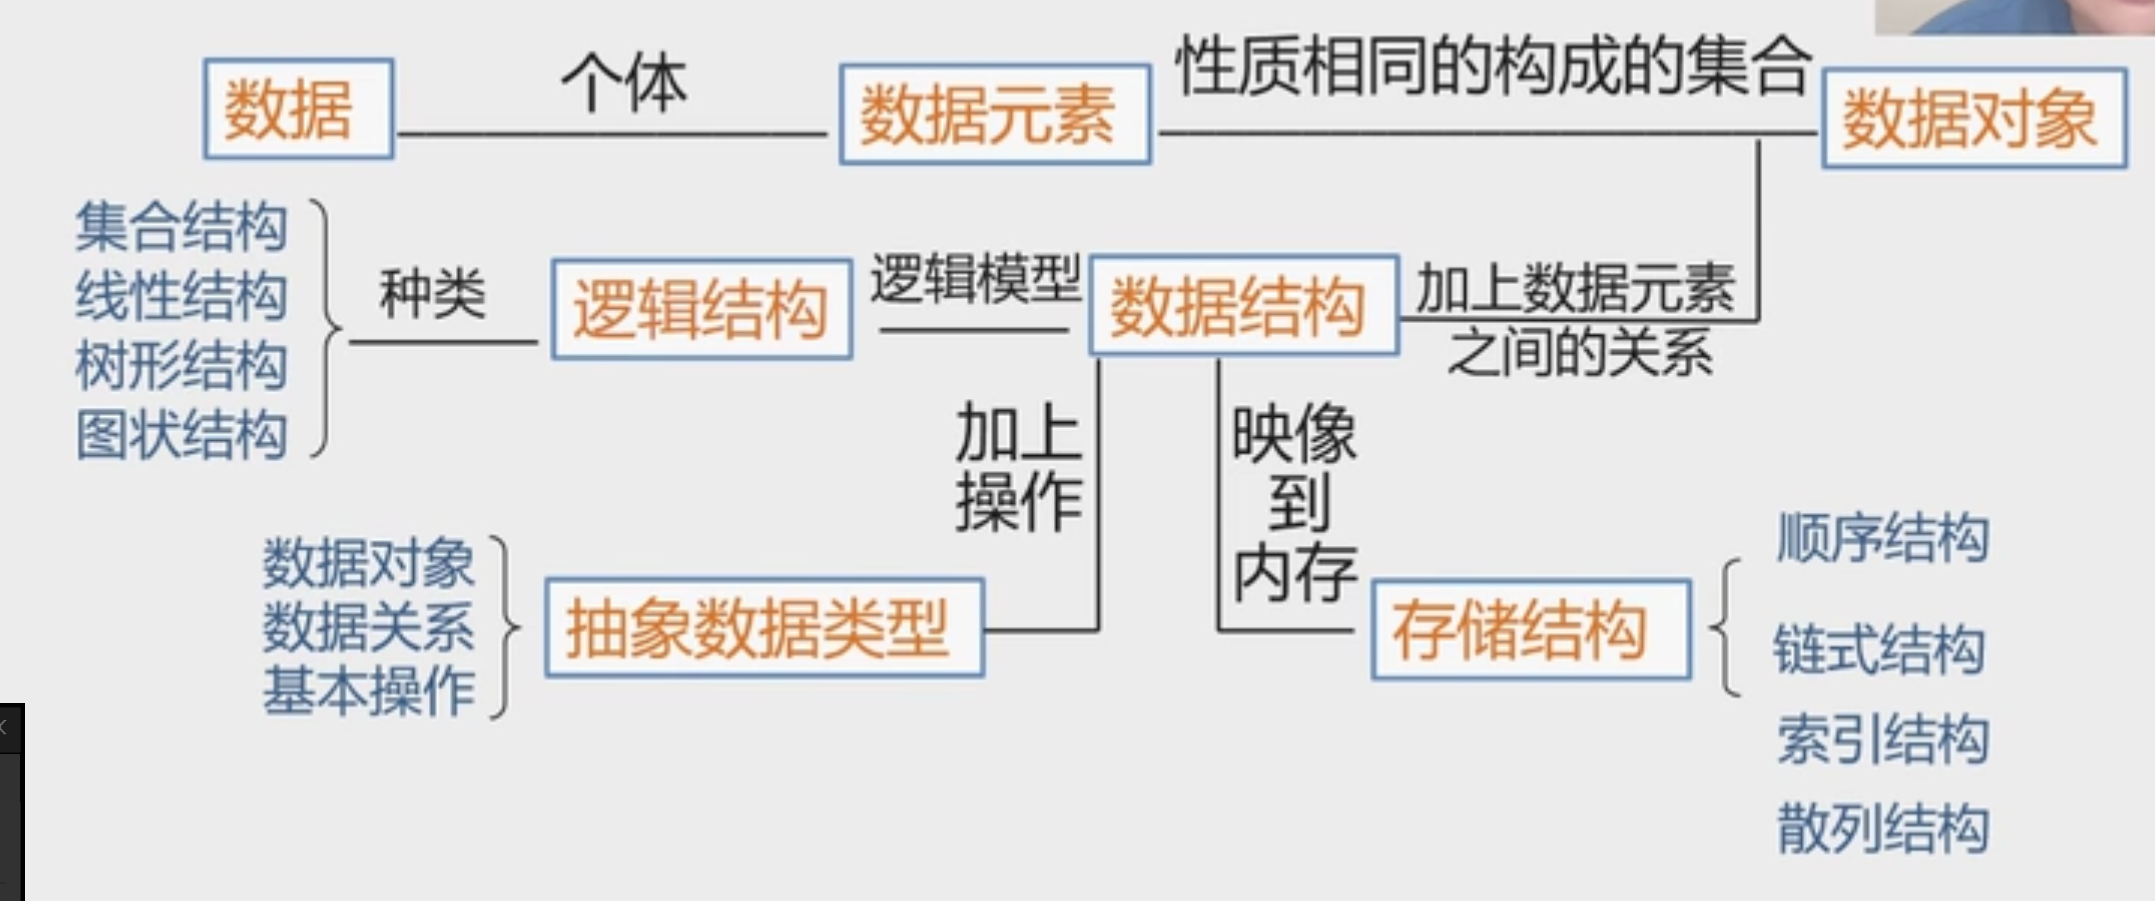 数据
个体
数据元素
性质相同的构成的集合
数据对象
集合结构
线性结构
树形结构
图状结构
种类
逻辑结构
逻辑模型
数据结构
加上数据元素
之间的关系
加上
操作
映像
到
内存
数据对象
数据关系
基本操作
抽象数据类型
存储结构
顺序结构
链式结构
索引结构
散列结构